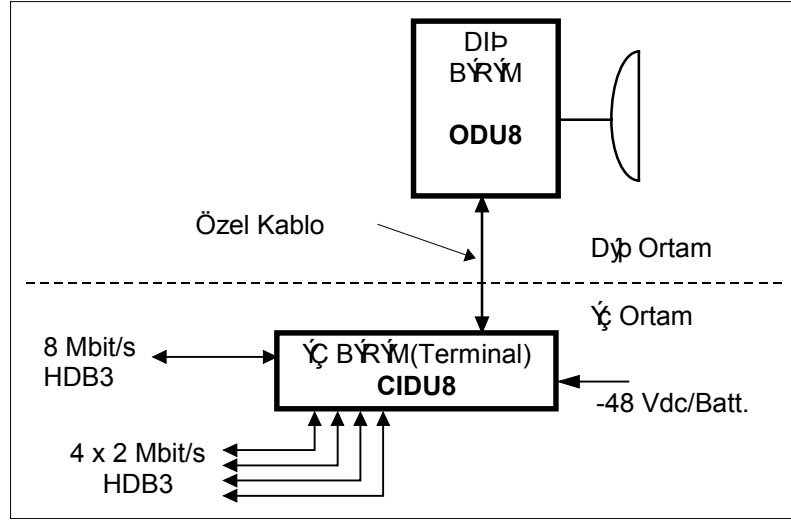 DIÞ
BÝRÝM
ODU8
Özel Kablo
Dýþ Ortam
Ýç Ortam
8 Mbit/s
HDB3
ÝÇ BÝRÝM(Terminal)
CIDU8
-48 Vdc/Batt.
4 x 2 Mbit/s
HDB3